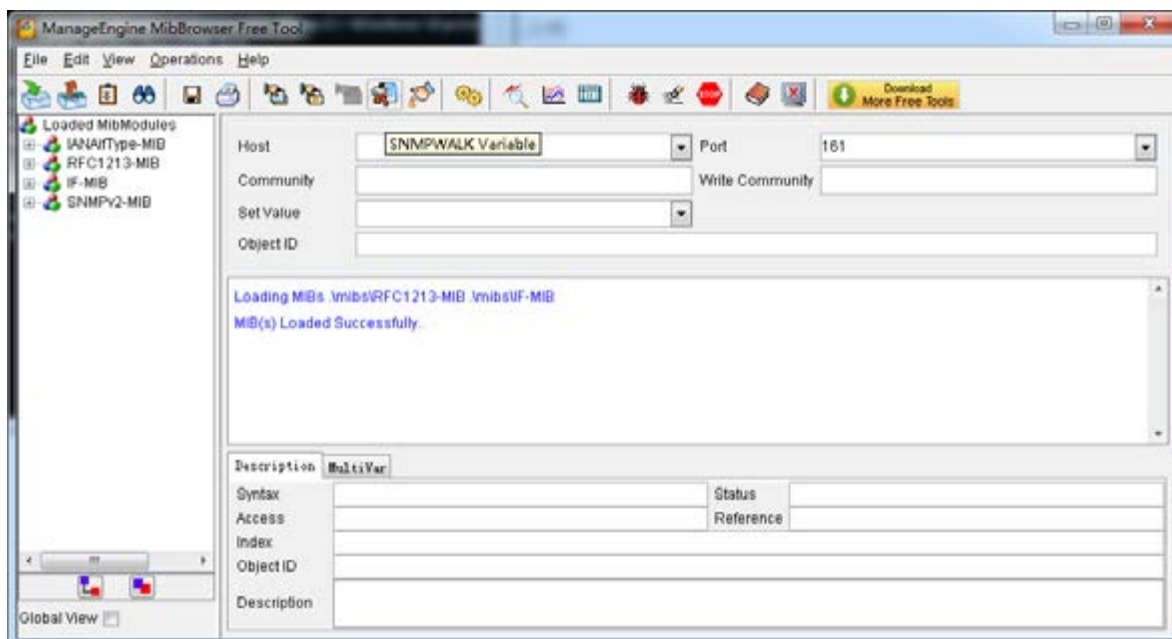 ManageEngine MibBrowser Free Tool
File Edit View Operations Help
STOP
Download
More Free Tools
Loaded MibModules
IANAifType-MIB
RFC1213-MIB
IF-MIB
SNMPv2-MIB
Host
SNMPWALK Variable
Port
161
Community
Write Community
Set Value
Object ID
Loading MIBs .\mibs\RFC1213-MIB .\mibs\IF-MIB
MIB(s) Loaded Successfully.
Description MultiVar
Syntax
Status
Access
Reference
Index
Object ID
Description
Global View